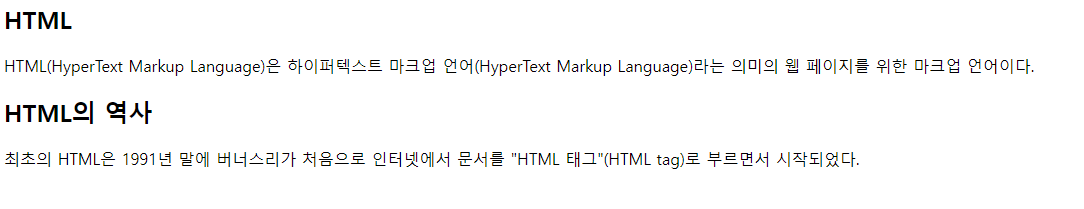 HTML
HTML(HyperText Markup Language)은 하이퍼텍스트 마크업 언어(HyperText Markup Language)라는 의미의 웹 페이지를 위한 마크업 언어이다.
HTML의 역사
최초의 HTML은 1991년 말에 버너스리가 처음으로 인터넷에서 문서를 "HTML 태그"(HTML tag)로 부르면서 시작되었다.